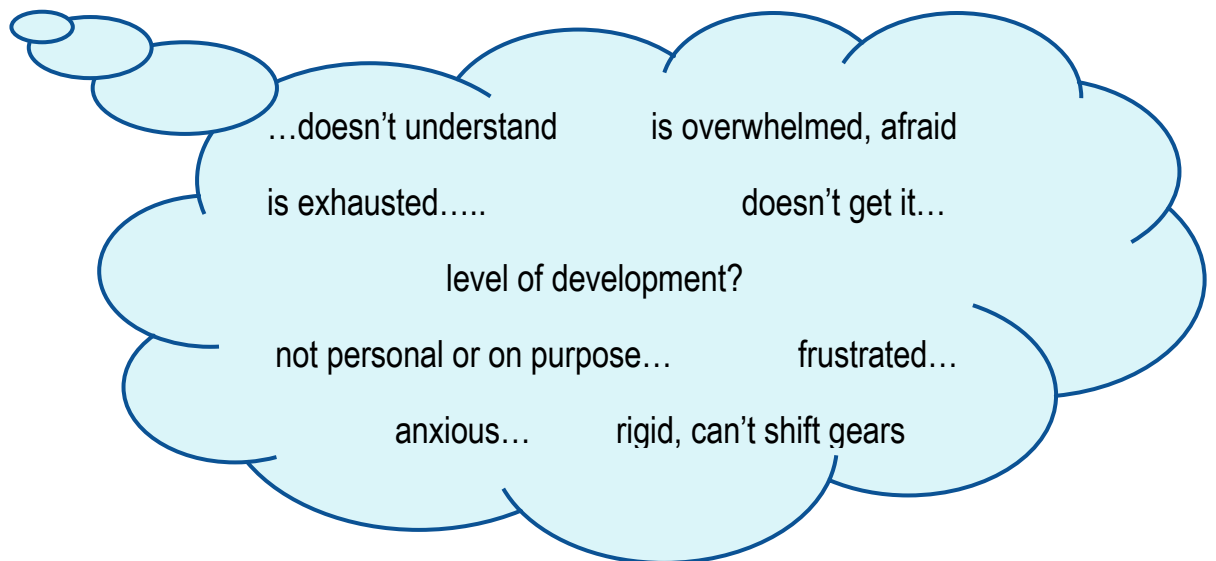 …doesn’t understand is overwhelmed, afraid
is exhausted….. doesn’t get it…
level of development?
not personal or on purpose… frustrated…
anxious… rigid, can’t shift gears